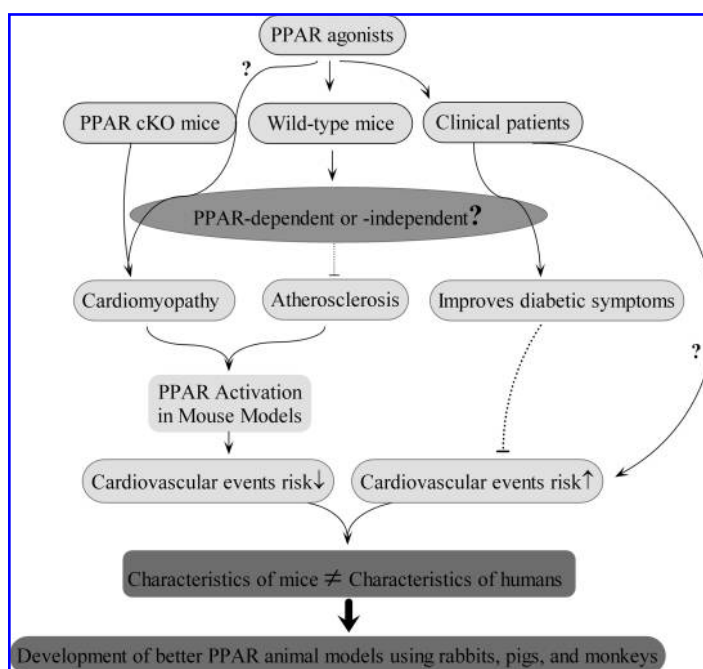 PPAR agonists
?
PPAR cKO mice
Wild-type mice
Clinical patients
PPAR-dependent or -independent?
Cardiomyopathy
Atherosclerosis
Improves diabetic symptoms
?
PPAR Activation
in Mouse Models
Cardiovascular events risk↓
Cardiovascular events risk↑
Characteristics of mice ≠ Characteristics of humans
Development of better PPAR animal models using rabbits, pigs, and monkeys